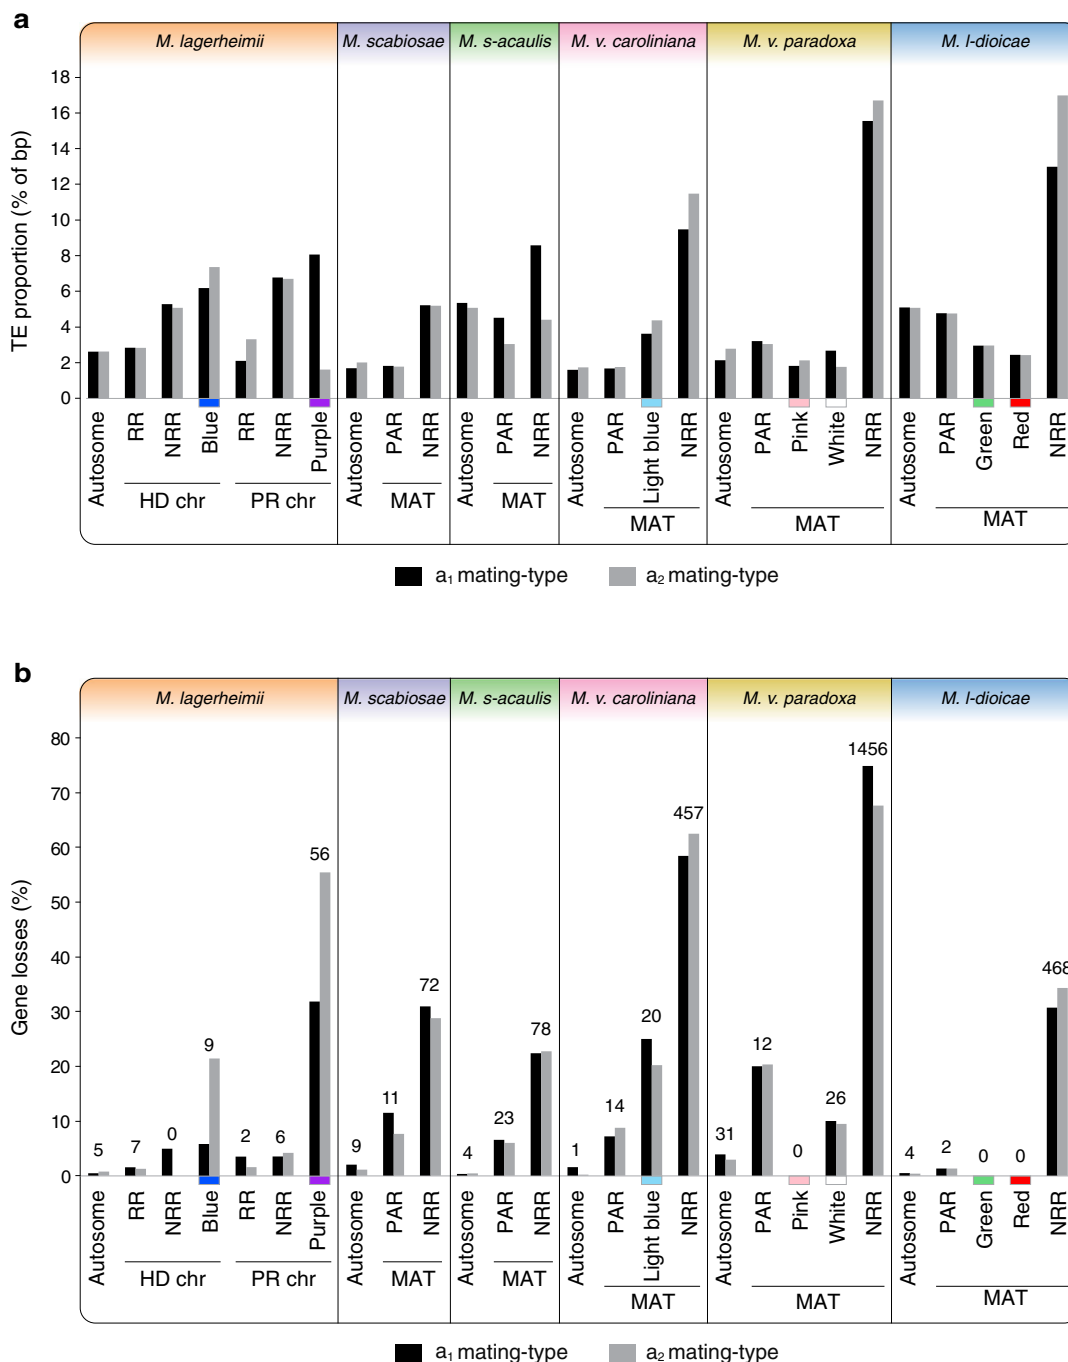 a
M. lagerheimii M. scabiosae M. s-acaulis M. v. caroliniana M. v. paradoxa M. l-dioicae
TE proportion (% of bp)
18
16
14
12
10
8
6
4
2
0
Autosome RR NRR Blue RR NRR Purple Autosome PAR NRR Autosome PAR NRR Autosome PAR Light blue NRR Autosome PAR Pink White NRR Autosome PAR Green Red NRR
HD chr PR chr MAT MAT MAT MAT MAT
a1 mating-type a2 mating-type
b
M. lagerheimii M. scabiosae M. s-acaulis M. v. caroliniana M. v. paradoxa M. l-dioicae
Gene losses (%)
80
70
60
50
40
30
20
10
0
5 7 0 9 2 6 56 9 11 72 4 23 78 1 14 20 457 31 12 0 26 1456 4 2 0 0 468
Autosome RR NRR Blue RR NRR Purple Autosome PAR NRR Autosome PAR NRR Autosome PAR Light blue NRR Autosome PAR Pink White NRR Autosome PAR Green Red NRR
HD chr PR chr MAT MAT MAT MAT MAT
a1 mating-type a2 mating-type